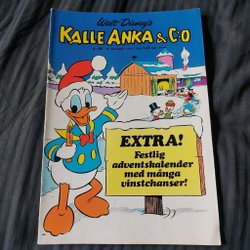 Walt Disney's
KALLE ANKA & C:O
EXTRA!
Festlig
adventskalender
med många
vinstchanser!